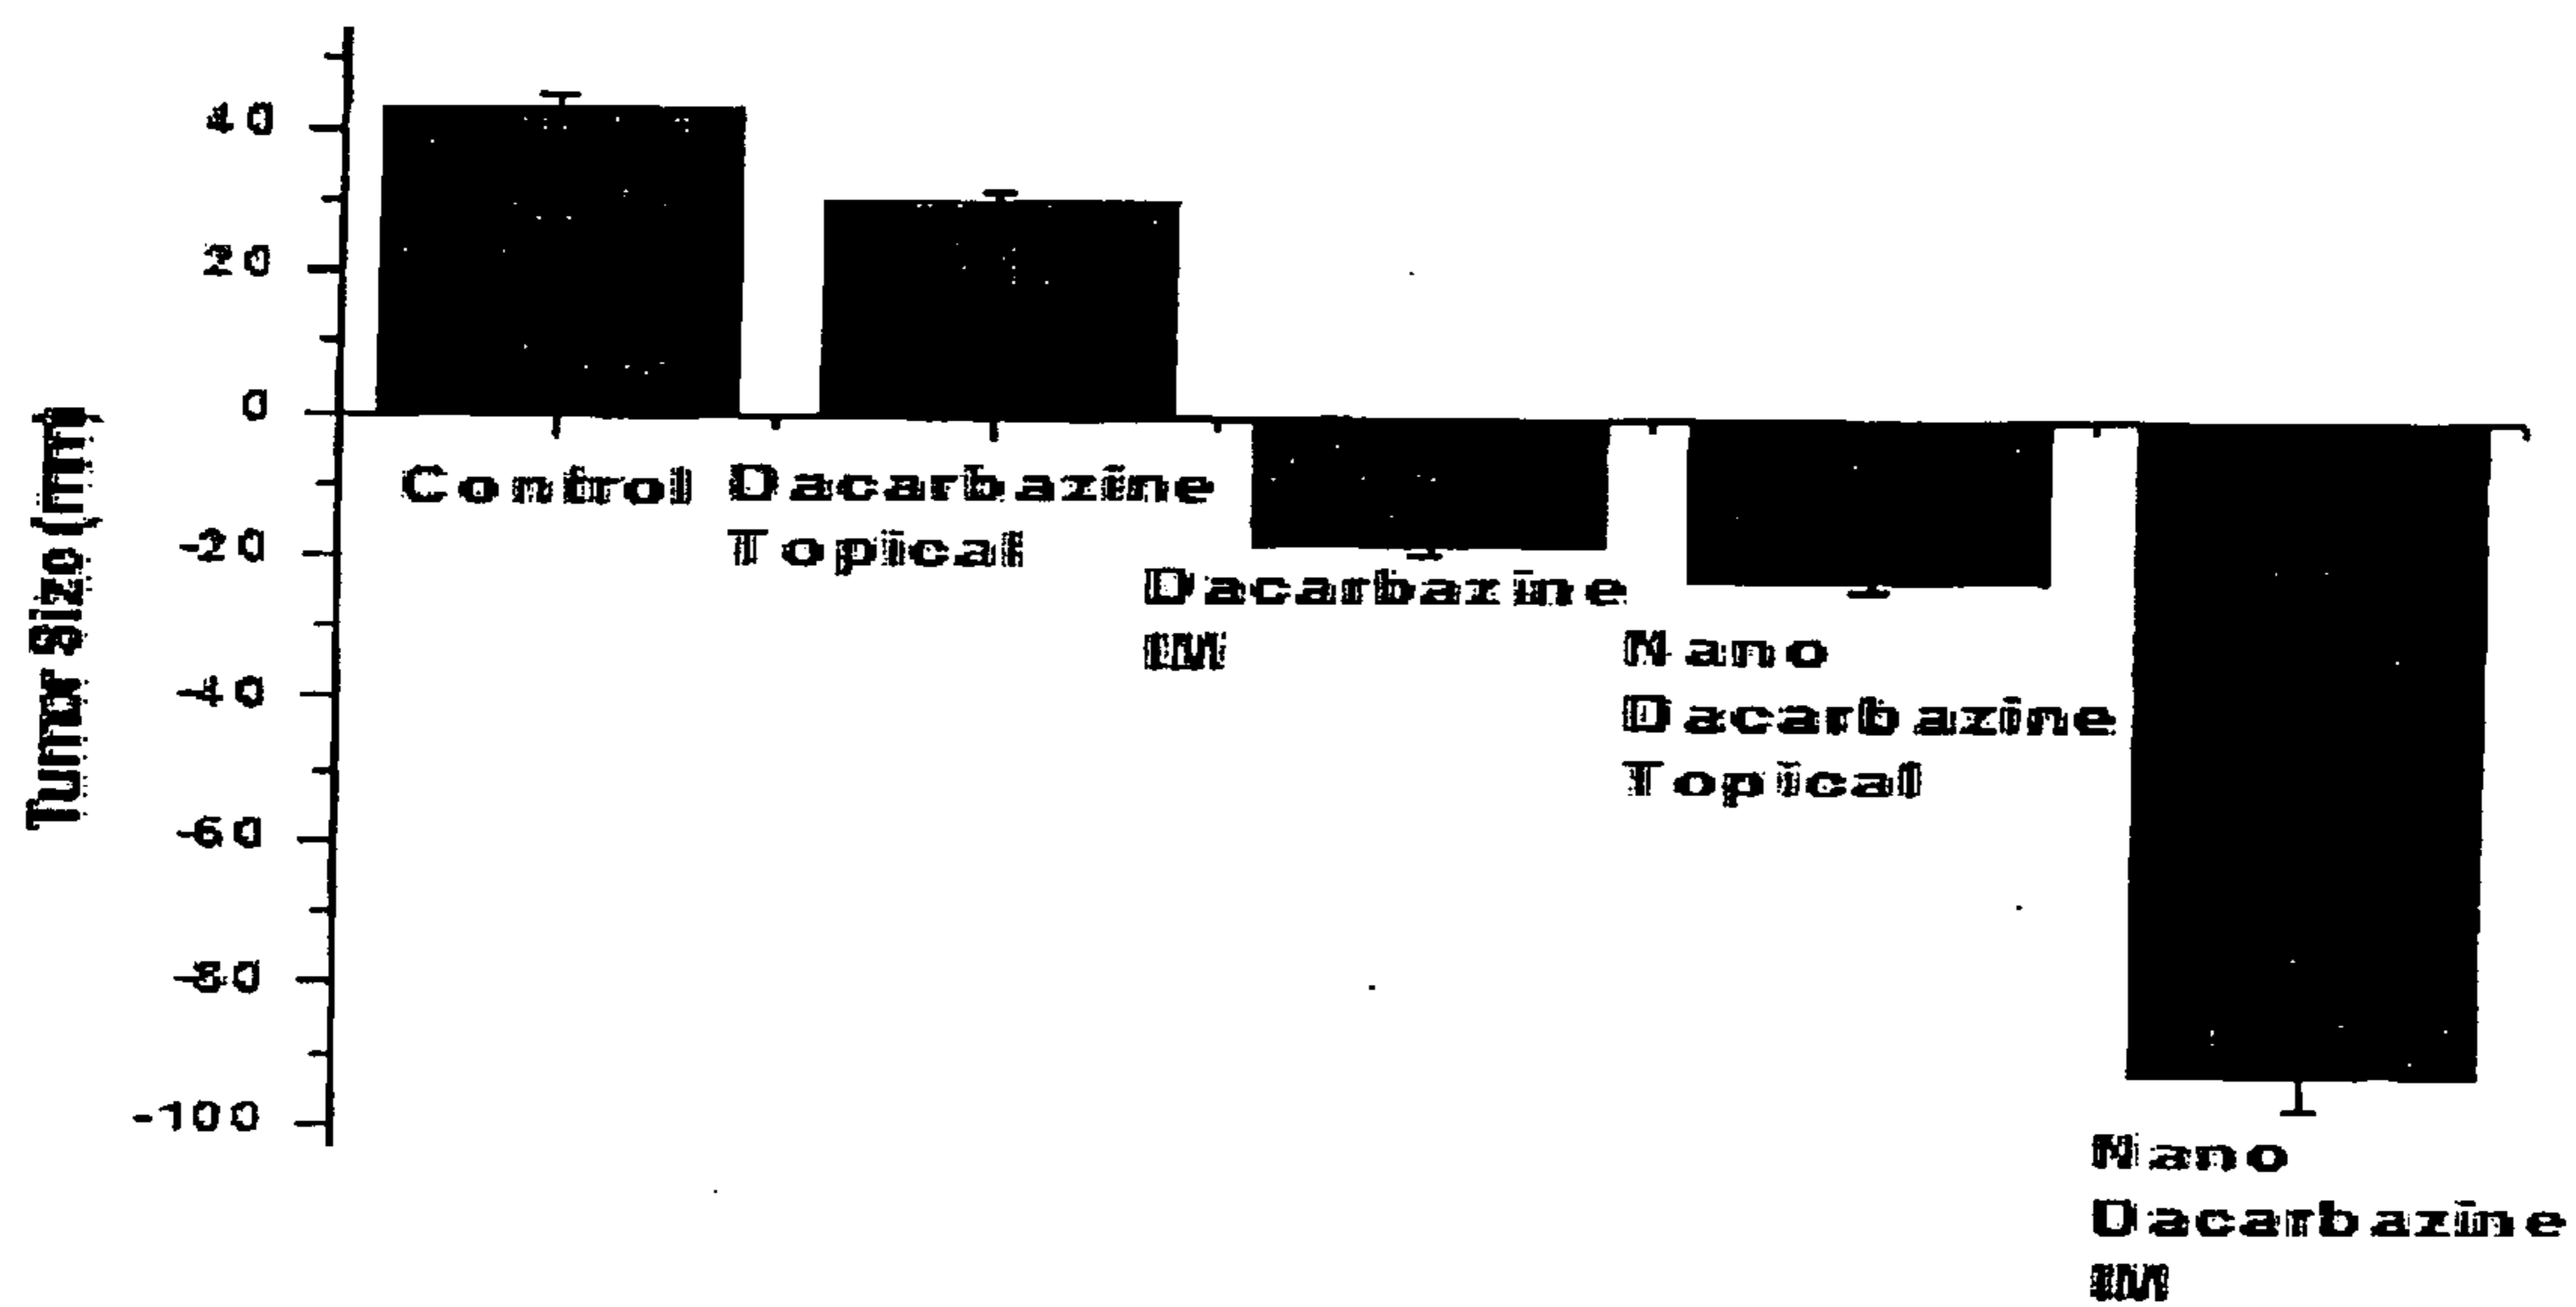 40
20
0
-20
-40
-60
-80
-100
Tumor Size (mm)
Control
Dacarbazine
Topical
Dacarbazine
IM
Nano
Dacarbazine
Topical
Nano
Dacarbazine
IM